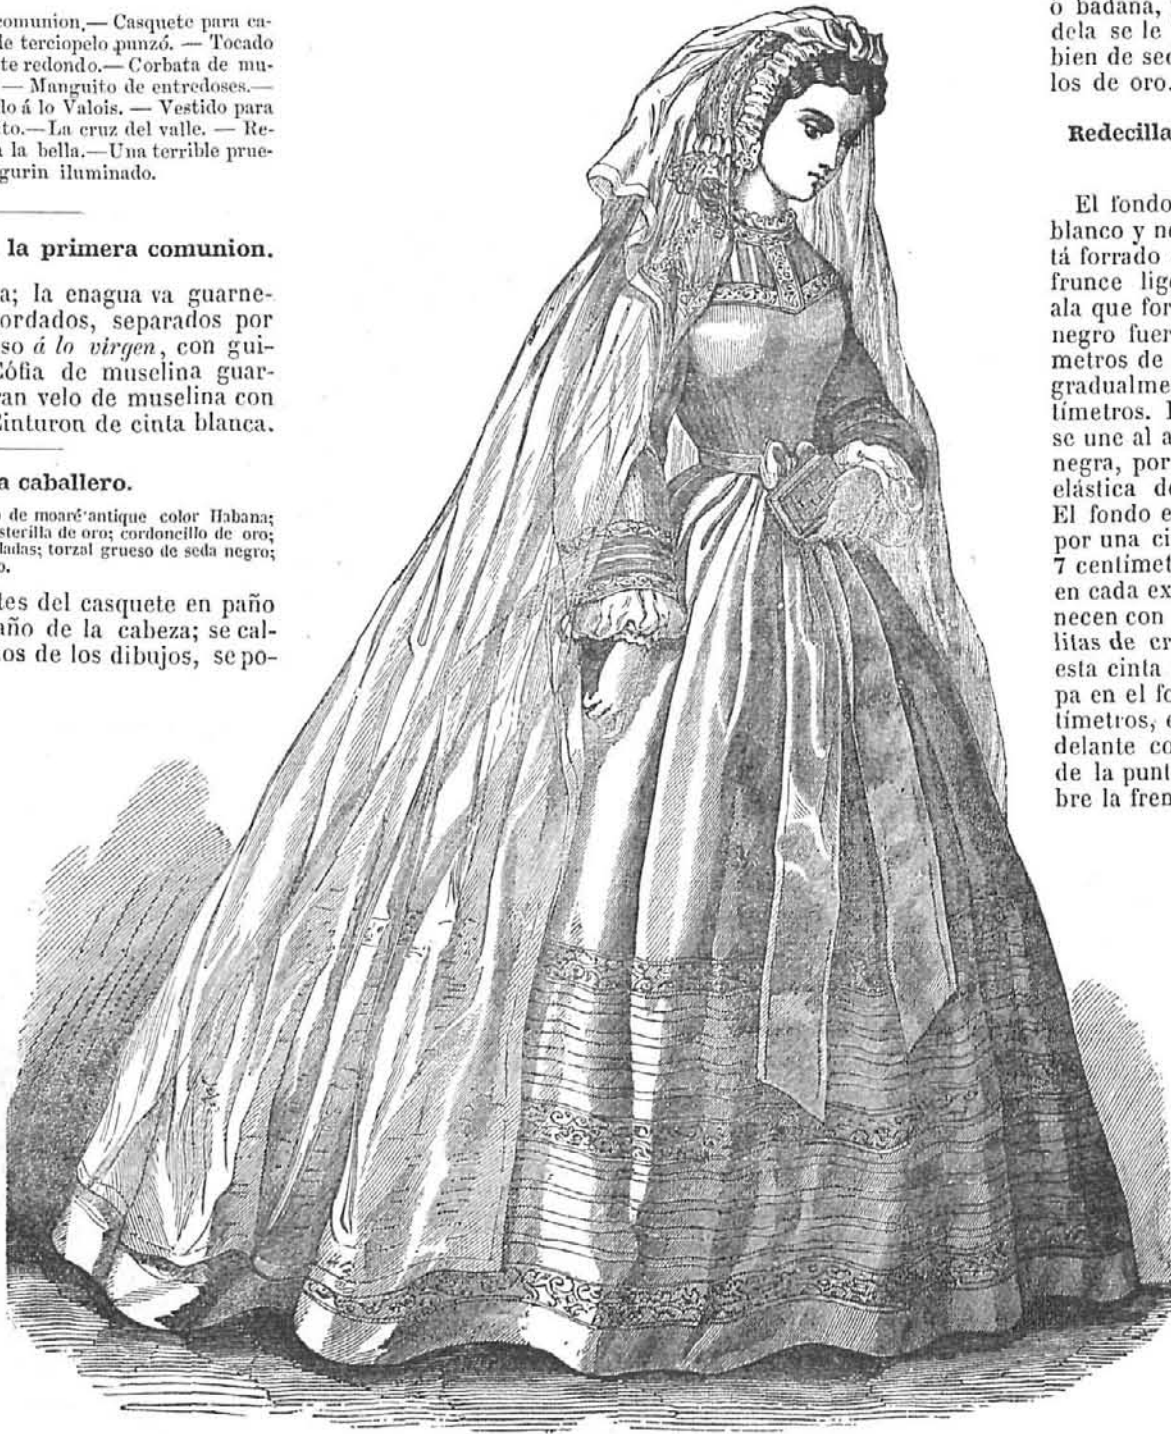 comunion.— Casquete para ca-
de terciopelo punzó. — Tocado
te redondo.— Corbata de mu-
— Manguito de entredoses.—
lo á lo Valois. — Vestido para
to.—La cruz del valle. — Re-
a la bella.—Una terrible prue-
gurin iluminado.
la primera comunion.
a; la enagua va guarne-
ordados, separados por
so á lo virgen, con gui-
Cófia de muselina guar-
ran velo de muselina con
Cinturon de cinta blanca.
a caballero.
de moaré antique color Habana;
sterilla de oro; cordoncillo de oro;
ladas; torzal grueso de seda negro;
o.
tes del casquete en paño
año de la cabeza; se cal-
os de los dibujos, se po-
ó badana,
dela se le
bien de sed
los de oro.
Redecilla
El fondo
blanco y ne
tá forrado
frunce lige
ala que for
negro fuer
metros de
gradualme
tímetros. 
se une al a
negra, por
elástica de
El fondo e
por una ci
7 centímet
en cada ex
necen con
litas de cr
esta cinta
pa en el fo
tímetros, e
delante co
de la punt
bre la fren